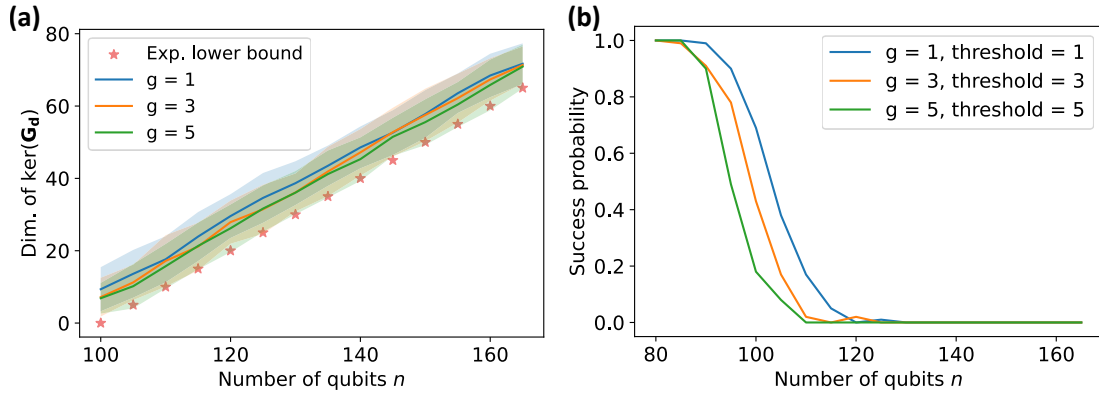 (a)
80
60
40
20
0
Dim. of ker(G_d)
Exp. lower bound
g = 1
g = 3
g = 5
100
120
140
160
Number of qubits n
(b)
1.0
0.8
0.6
0.4
0.2
0.0
Success probability
g = 1, threshold = 1
g = 3, threshold = 3
g = 5, threshold = 5
80
100
120
140
160
Number of qubits n